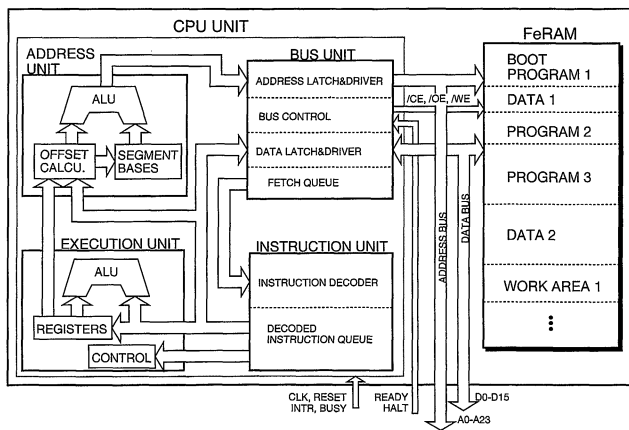 CPU UNIT
ADDRESS
UNIT
ALU
OFFSET
CALCU.
SEGMENT
BASES
BUS UNIT
ADDRESS LATCH&DRIVER
BUS CONTROL
DATA LATCH&DRIVER
FETCH QUEUE
/CE, /OE, /WE
FeRAM
BOOT
PROGRAM 1
DATA 1
PROGRAM 2
PROGRAM 3
DATA 2
WORK AREA 1
ADDRESS BUS
DATA BUS
EXECUTION UNIT
ALU
REGISTERS
CONTROL
INSTRUCTION UNIT
INSTRUCTION DECODER
DECODED
INSTRUCTION QUEUE
CLK, RESET
INTR, BUSY
READY
HALT
D0-D15
A0-A23